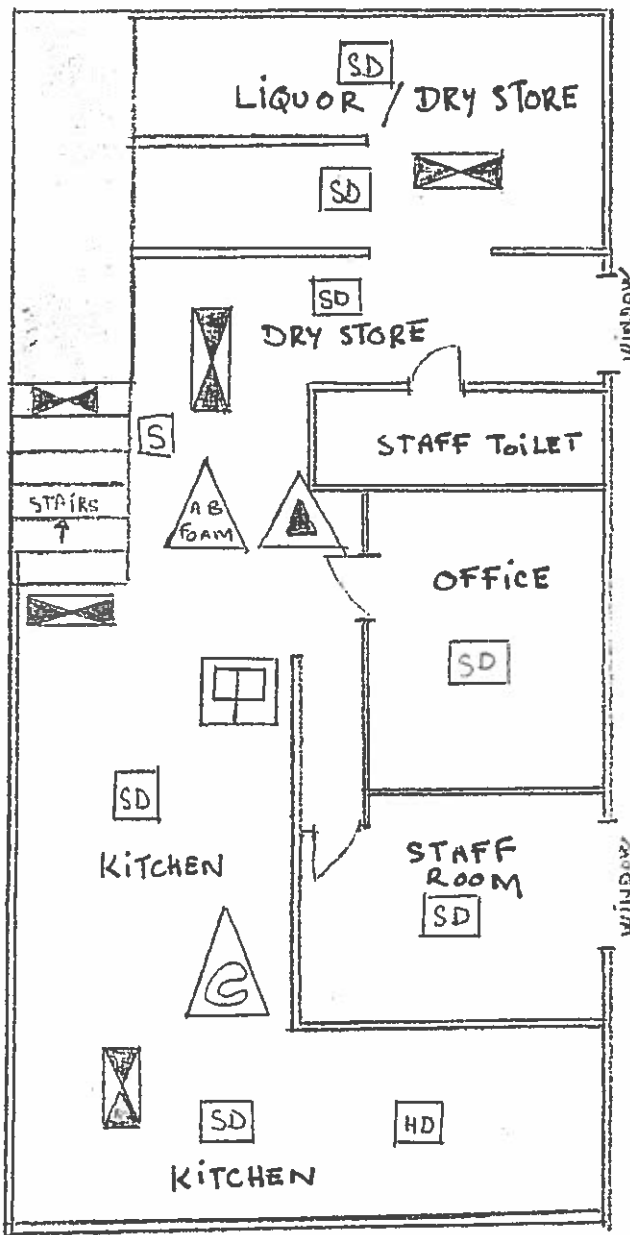 SD
LiQUOR / DRY STORE
SD
SD
DRY STORE
WINDOW
S
STAFF TOiLET
STAIRS
A B
FOAM
OFFiCE
SD
SD
KiTCHEN
STAFF
ROOM
SD
WINDOW
C
SD
HD
KiTCHEN